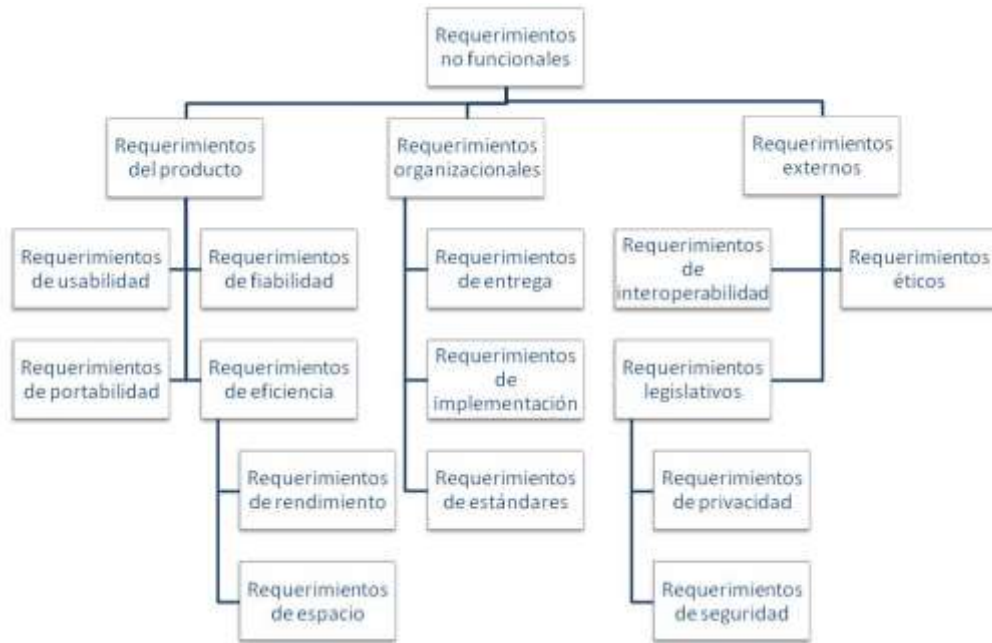 Requerimientos
no funcionales
Requerimientos
del producto
Requerimientos
organizacionales
Requerimientos
externos
Requerimientos
de usabilidad
Requerimientos
de fiabilidad
Requerimientos
de entrega
Requerimientos
de
interoperabilidad
Requerimientos
éticos
Requerimientos
de portabilidad
Requerimientos
de eficiencia
Requerimientos
de
implementación
Requerimientos
legislativos
Requerimientos
de rendimiento
Requerimientos
de estándares
Requerimientos
de privacidad
Requerimientos
de espacio
Requerimientos
de seguridad